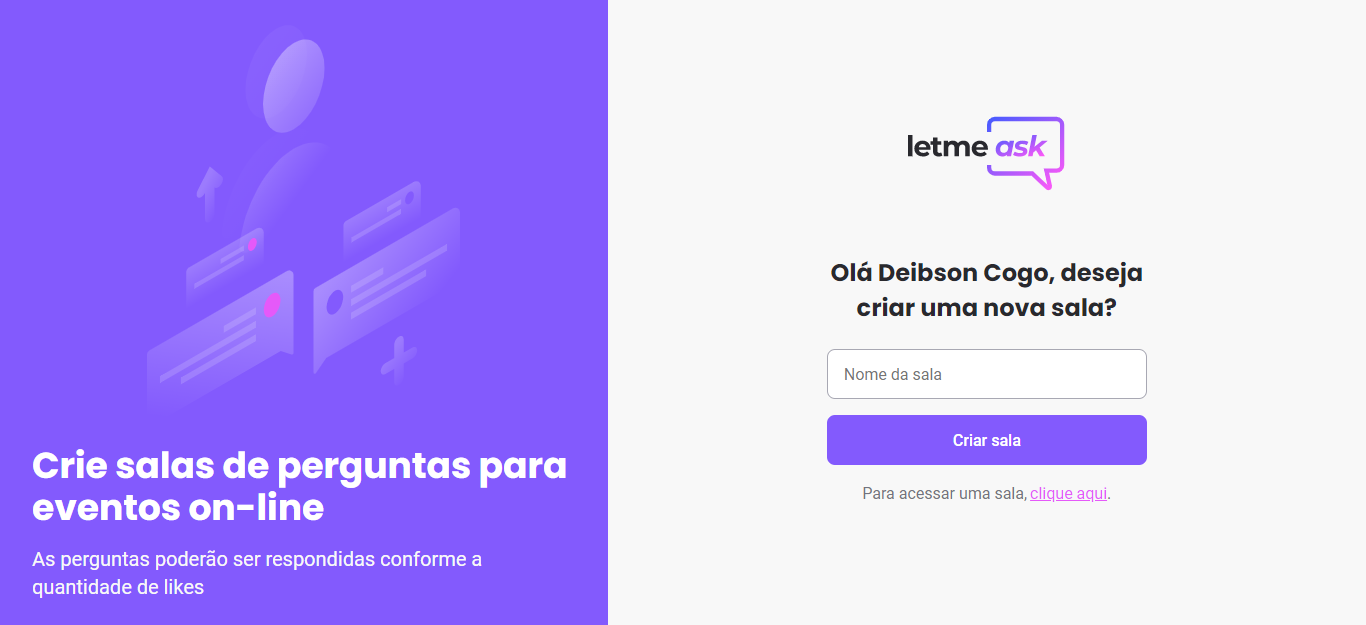 Crie salas de perguntas para
eventos on-line
As perguntas poderão ser respondidas conforme a
quantidade de likes
letme ask
Olá Deibson Cogo, deseja
criar uma nova sala?
Nome da sala
Criar sala
Para acessar uma sala, clique aqui.